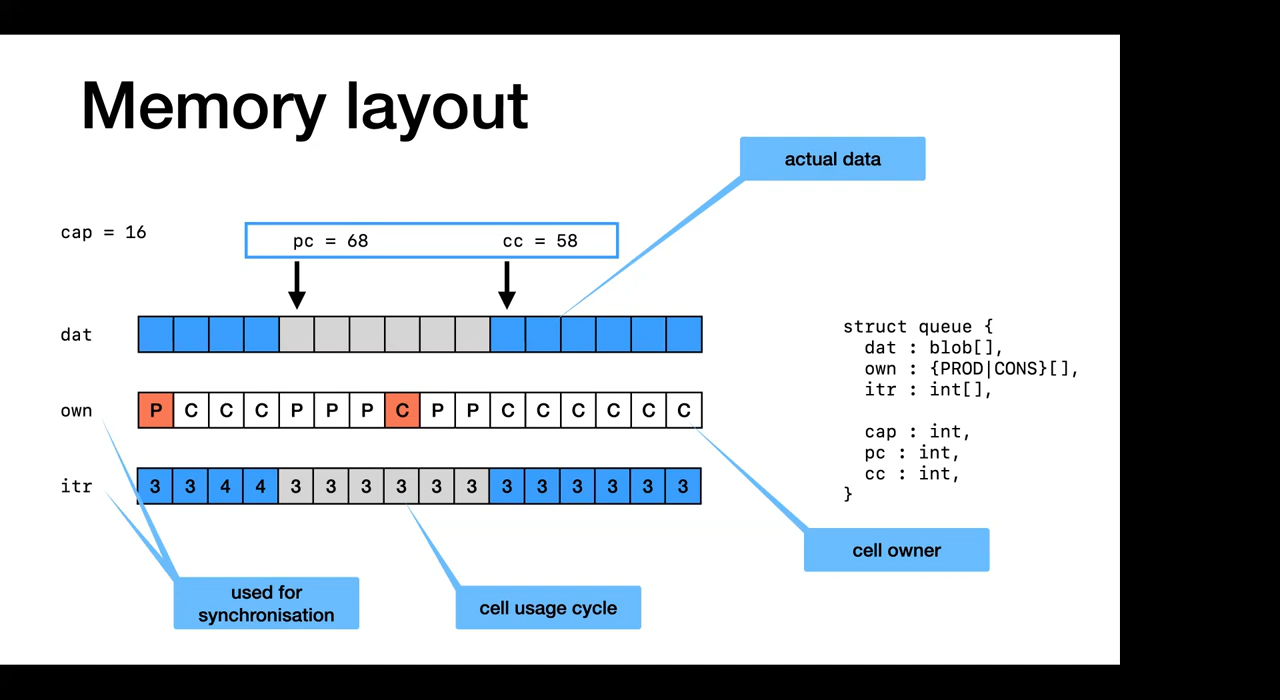 Memory layout
actual data
cap = 16
pc = 68 cc = 58
dat
own P C C C P P P C P P C C C C C C
itr 3 3 4 4 3 3 3 3 3 3 3 3 3 3 3 3
struct queue {
dat : blob[],
own : {PROD|CONS}[],
itr : int[],
cap : int,
pc : int,
cc : int,
}
cell owner
used for
synchronisation
cell usage cycle